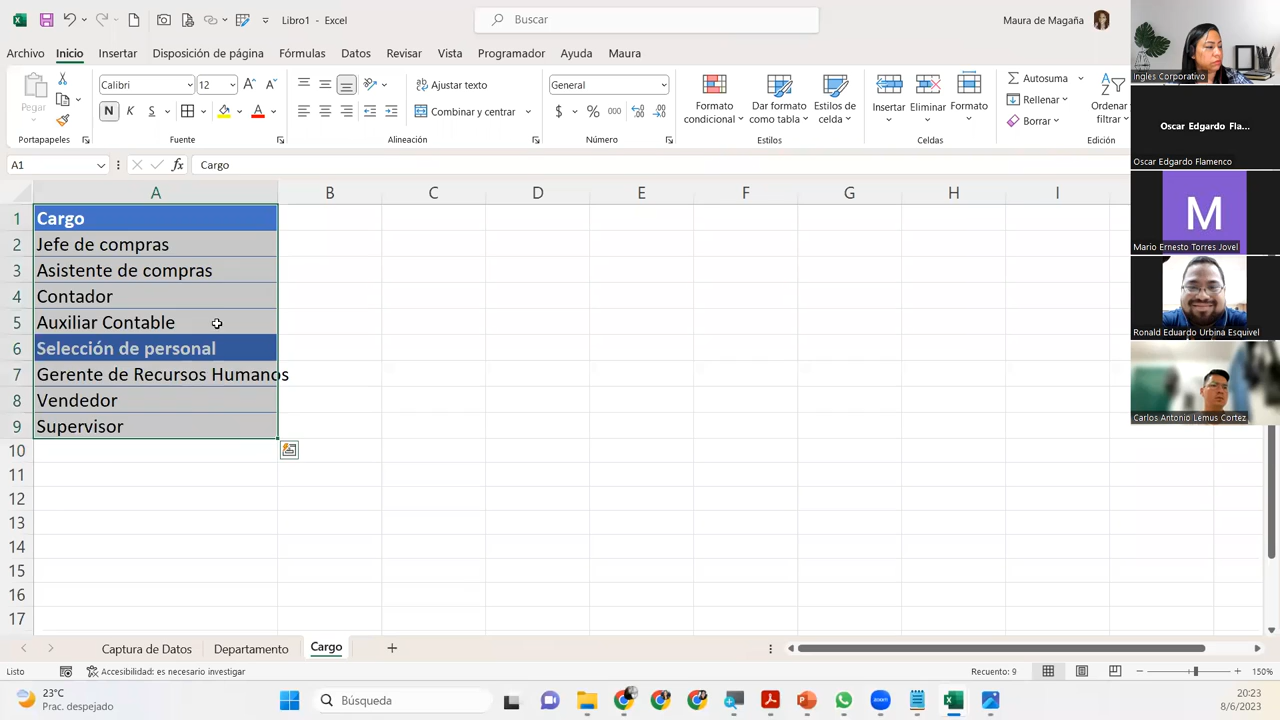 Libro1 - Excel
Buscar
Maura de Magaña
Archivo Inicio Insertar Disposición de página Fórmulas Datos Revisar Vista Programador Ayuda Maura
Pegar
Calibri 12
N K S
Ajustar texto
Combinar y centrar
General
$ % 000
Formato condicional
Dar formato como tabla
Estilos de celda
Insertar Eliminar Formato
Autosuma
Rellenar
Borrar
Ordenar filtrar
Portapapeles Fuente Alineación Número Estilos Celdas Edición
A1 fx Cargo
A B C D E F G H I
1 Cargo
2 Jefe de compras
3 Asistente de compras
4 Contador
5 Auxiliar Contable
6 Selección de personal
7 Gerente de Recursos Humanos
8 Vendedor
9 Supervisor
10
11
12
13
14
15
16
17
Captura de Datos Departamento Cargo
Listo Accesibilidad: es necesario investigar Recuento: 9 150%
23°C
Prac. despejado
Búsqueda
zoom
20:23
8/6/2023
Ingles Corporativo
Oscar Edgardo Fla...
Oscar Edgardo Flamenco
M
Mario Ernesto Torres Jovel
Ronald Eduardo Urbina Esquivel
Carlos Antonio Lemus Cortez